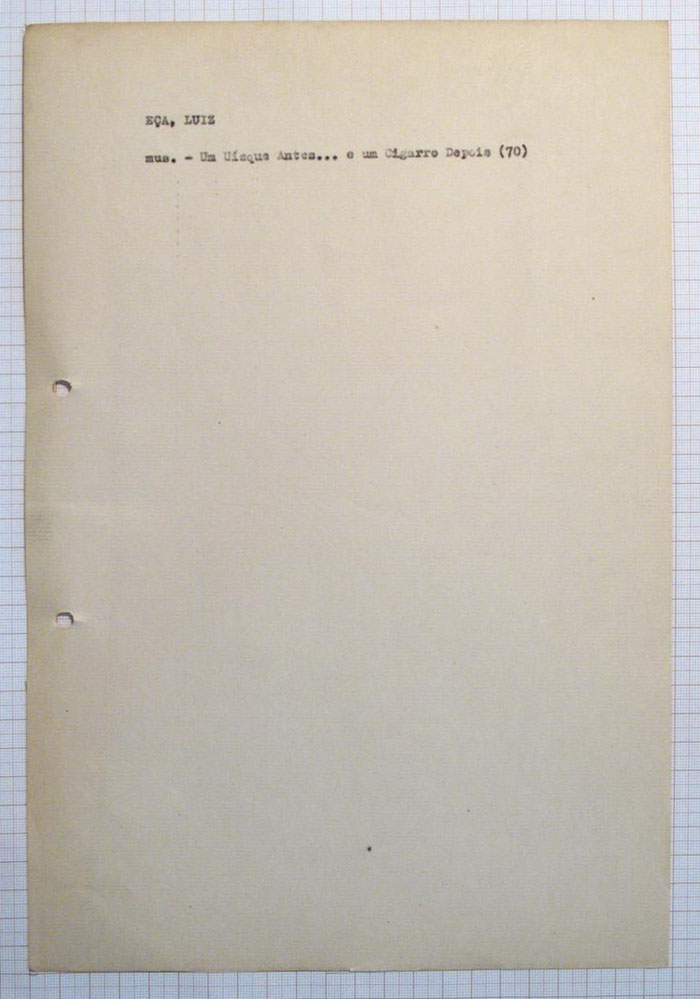 EÇA, LUIZ
mus. - Um Uísque Antes... e um Cigarro Depois (70)